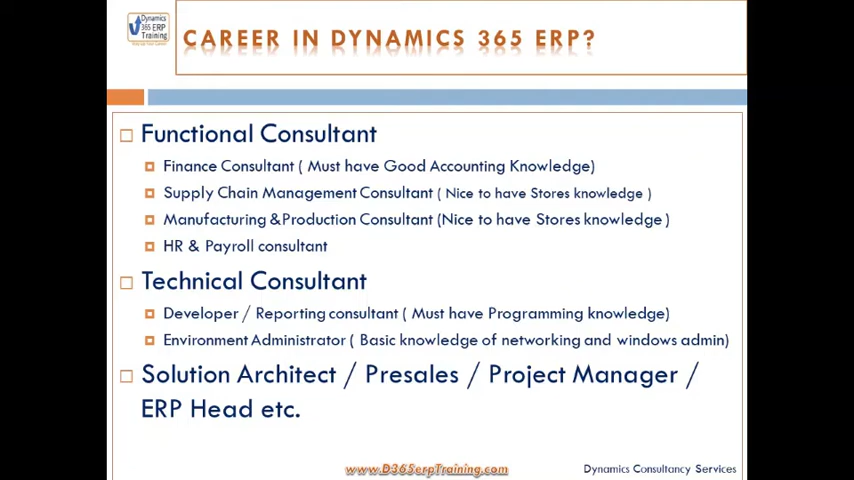 Dynamics
365 ERP
Training
CAREER IN DYNAMICS 365 ERP?
Functional Consultant
Finance Consultant ( Must have Good Accounting Knowledge)
Supply Chain Management Consultant ( Nice to have Stores knowledge )
Manufacturing &Production Consultant (Nice to have Stores knowledge )
HR & Payroll consultant
Technical Consultant
Developer / Reporting consultant ( Must have Programming knowledge)
Environment Administrator ( Basic knowledge of networking and windows admin)
Solution Architect / Presales / Project Manager /
ERP Head etc.
www.D365erpTraining.com
Dynamics Consultancy Services